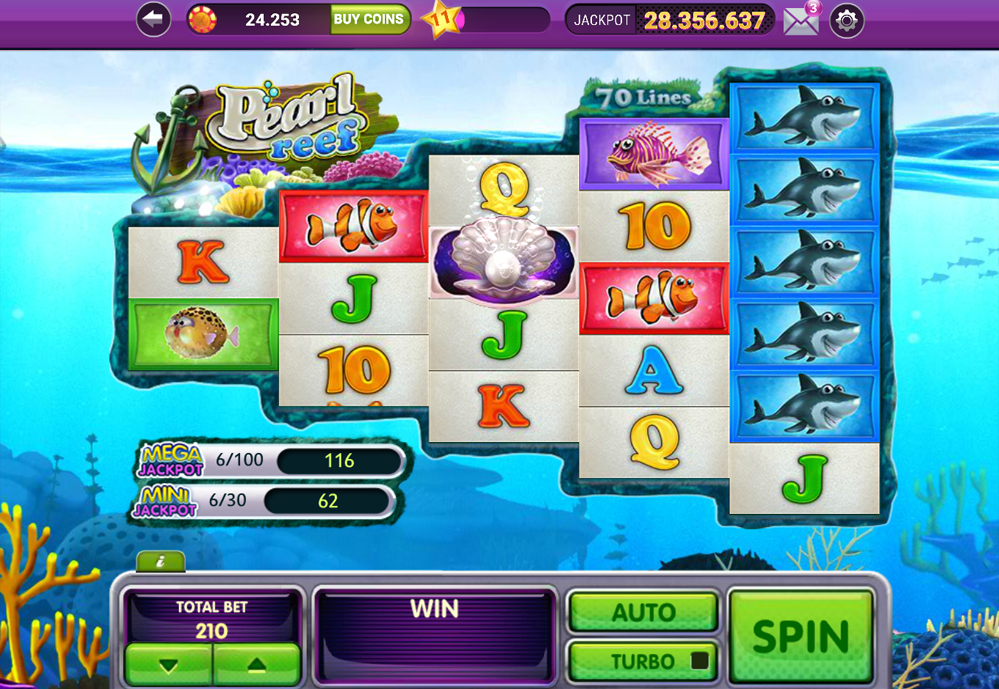 24.253
BUY COINS
11
JACKPOT 28.356.637
3
Pearl
reef
70 Lines
Q
10
K
J
J
10
K
A
Q
J
MEGA JACKPOT 6/100 116
MINI JACKPOT 6/30 62
i
TOTAL BET
210
WIN
AUTO
TURBO
SPIN